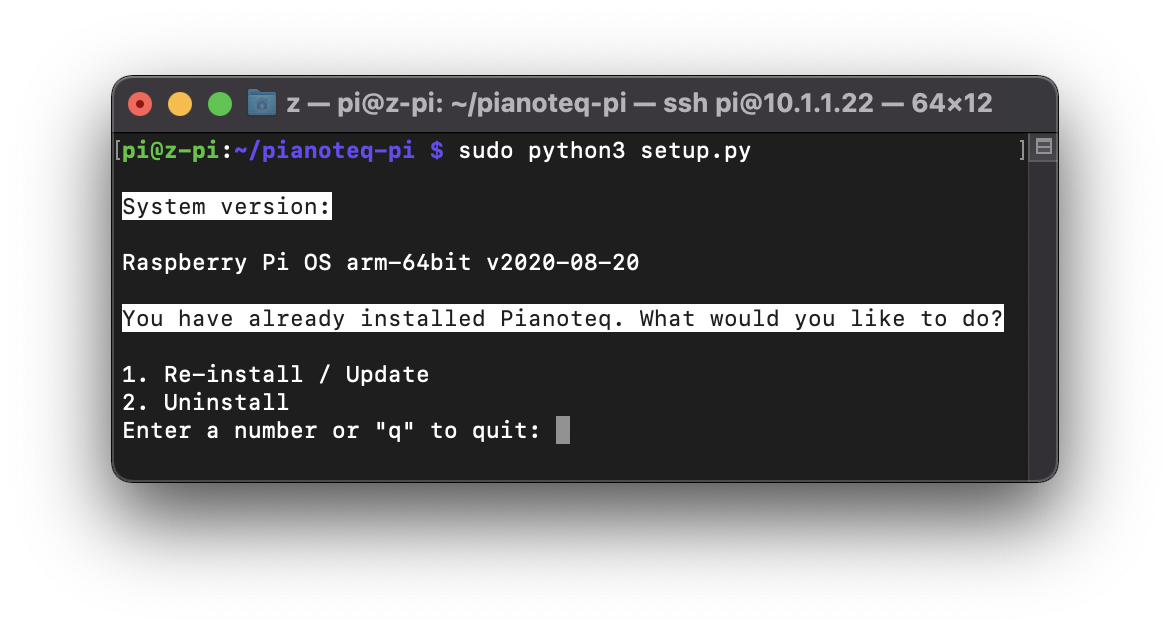 z — pi@z-pi: ~/pianoteq-pi — ssh pi@10.1.1.22 — 64×12
[pi@z-pi:~/pianoteq-pi $ sudo python3 setup.py ]
System version:
Raspberry Pi OS arm-64bit v2020-08-20
You have already installed Pianoteq. What would you like to do?
1. Re-install / Update
2. Uninstall
Enter a number or "q" to quit: